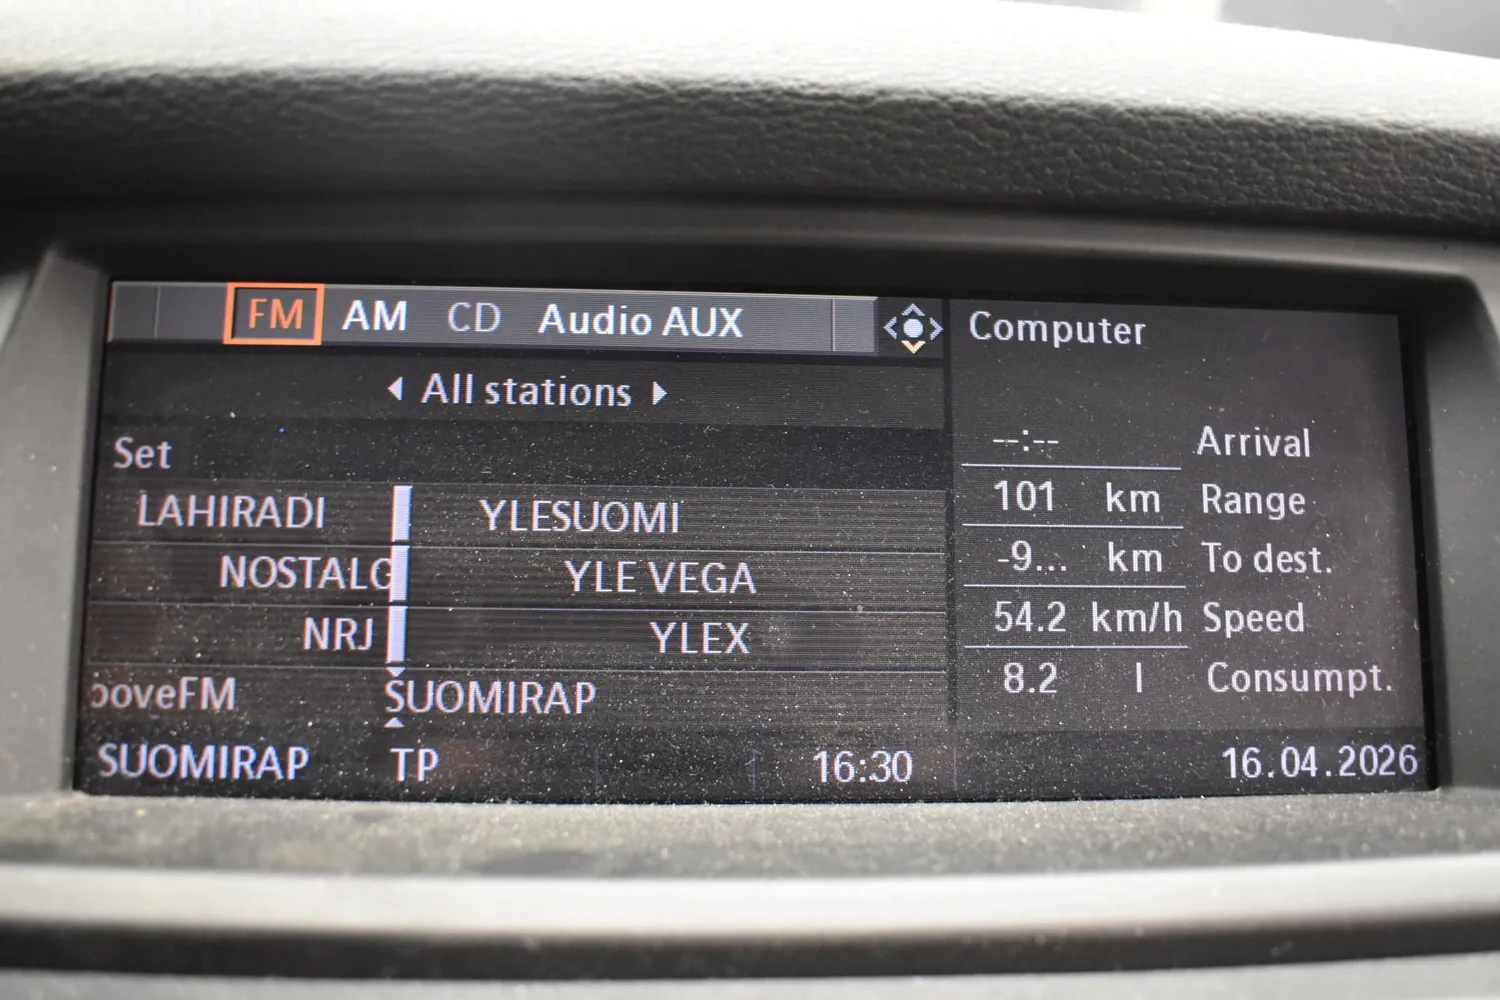 FM AM CD Audio AUX
All stations
Set
LAHIRADI YLESUOMI
NOSTALG YLE VEGA
NRJ YLEX
ooveFM SUOMIRAP
SUOMIRAP TP 16:30
Computer
--:-- Arrival
101 km Range
-9... km To dest.
54.2 km/h Speed
8.2 l Consumpt.
16.04.2026